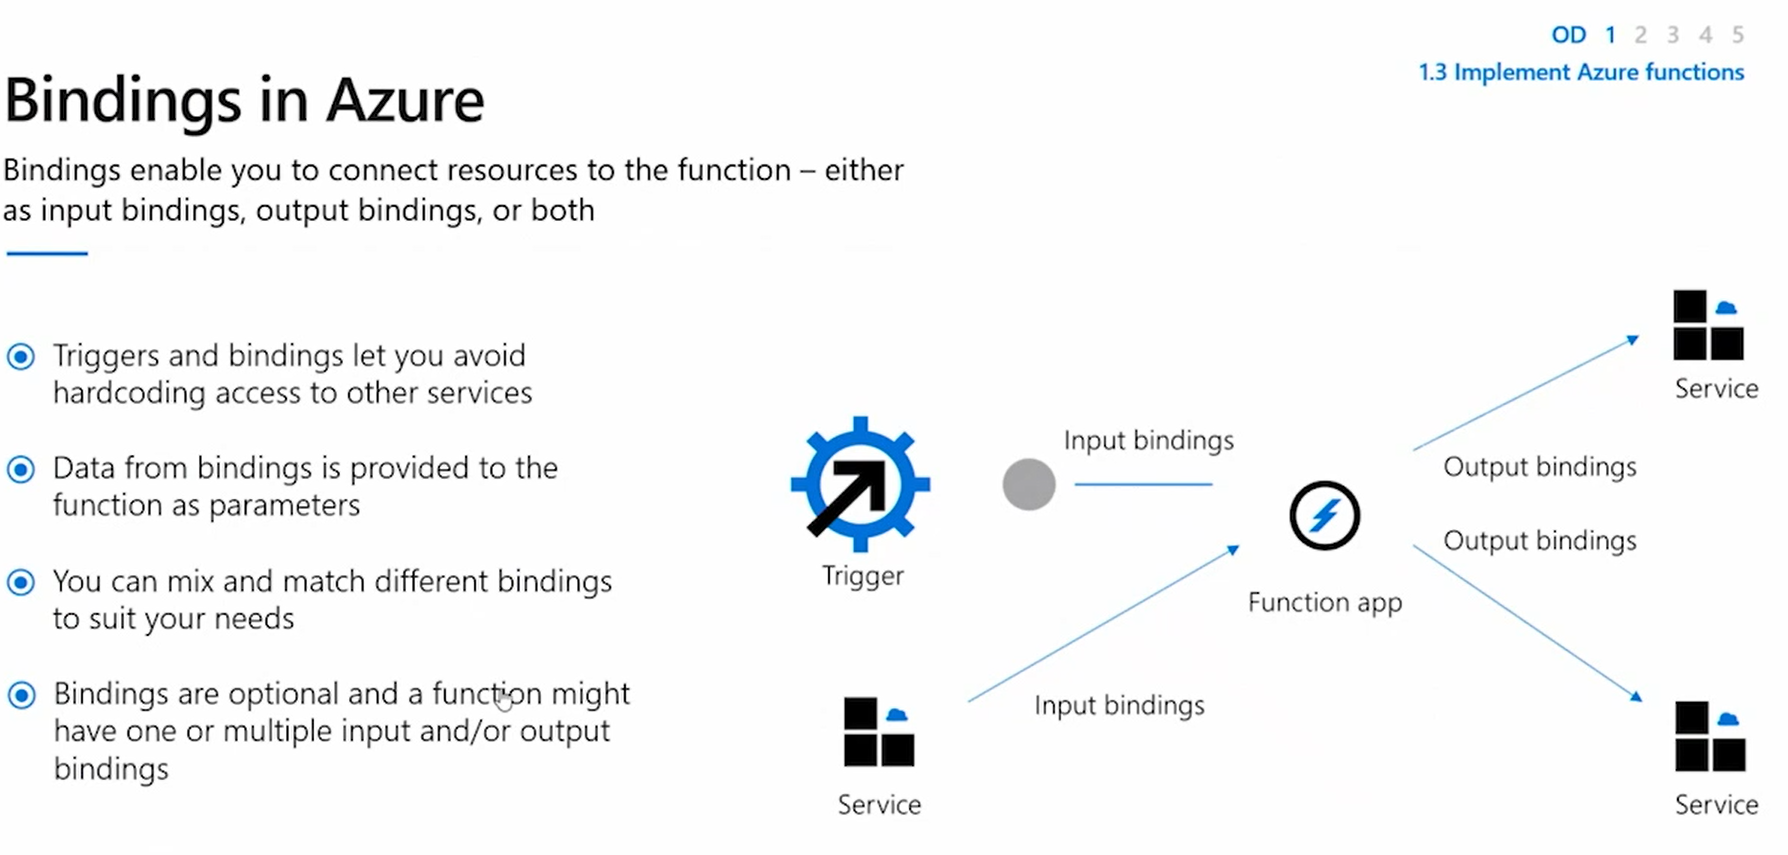 OD 1 2 3 4 5
1.3 Implement Azure functions
Bindings in Azure
Bindings enable you to connect resources to the function – either
as input bindings, output bindings, or both
Triggers and bindings let you avoid
hardcoding access to other services
Data from bindings is provided to the
function as parameters
You can mix and match different bindings
to suit your needs
Bindings are optional and a function might
have one or multiple input and/or output
bindings
Trigger
Input bindings
Function app
Service
Input bindings
Output bindings
Service
Output bindings
Service